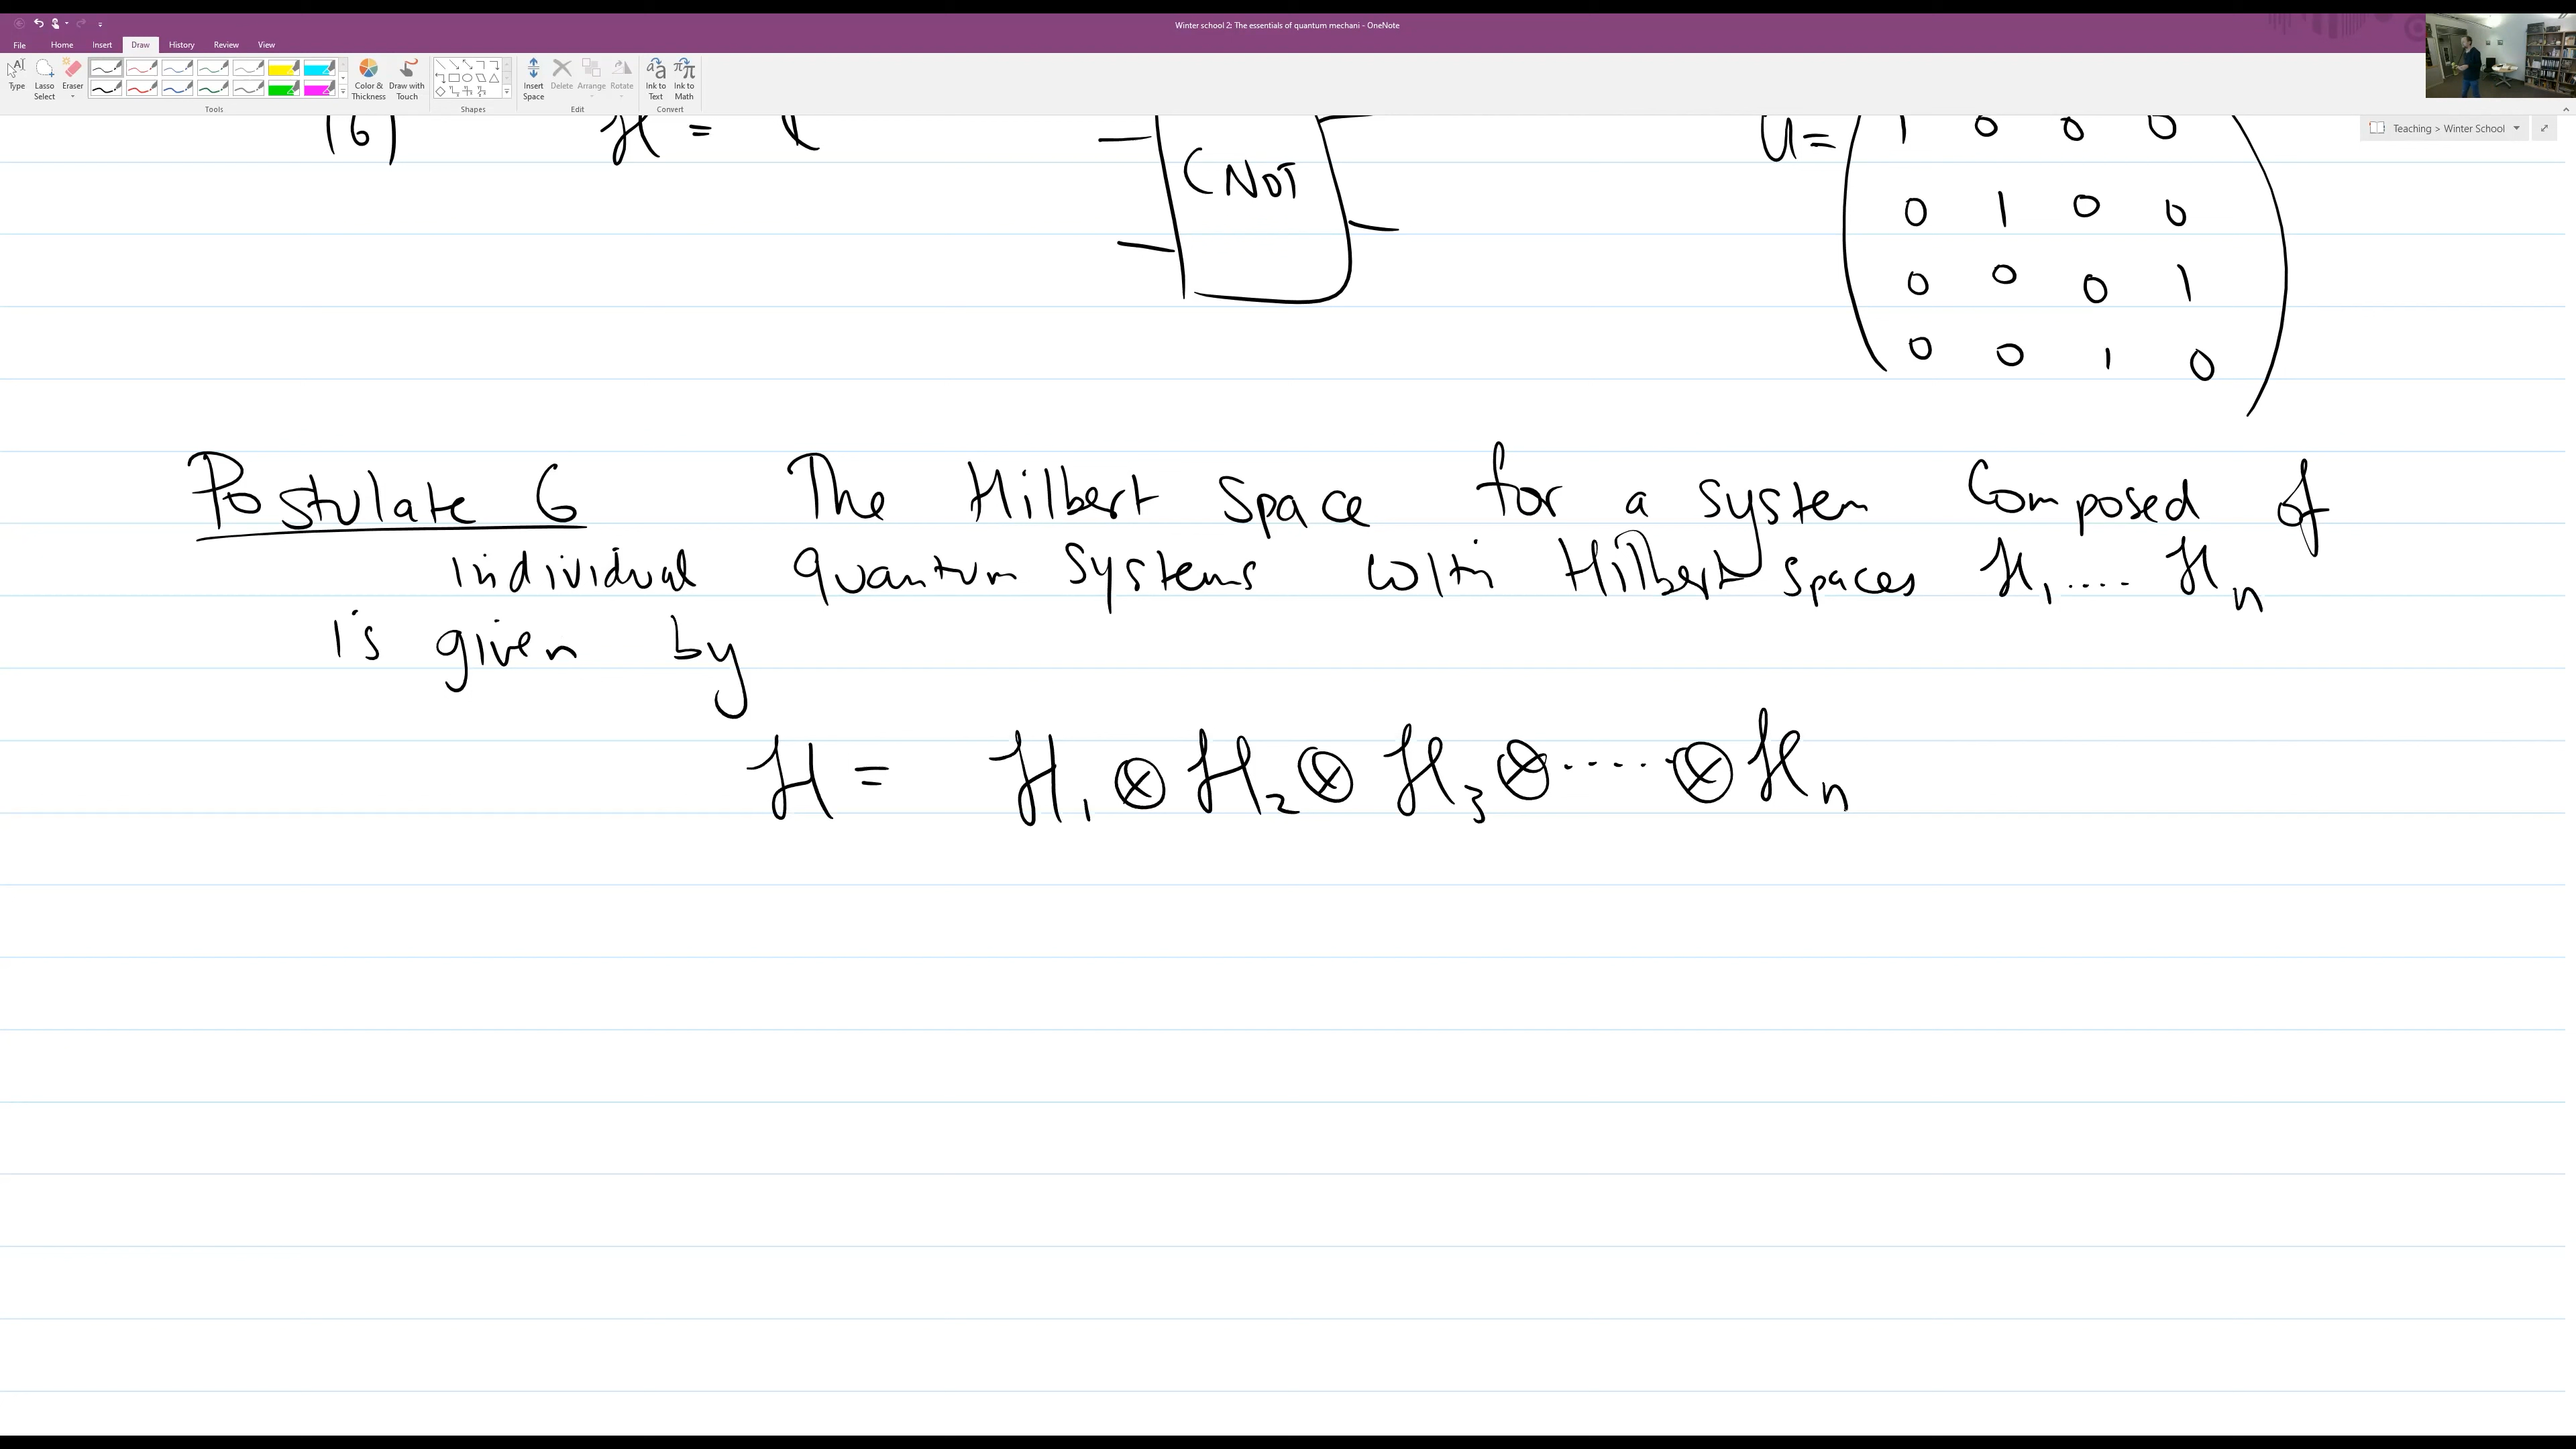 Winter school 2: The essentials of quantum mechani - OneNote
File Home Insert Draw History Review View
Type Lasso Select Eraser Color & Thickness Draw with Touch Insert Space Delete Arrange Rotate Ink to Text Ink to Math
Tools Shapes Edit Convert
Teaching > Winter School
(6) ℋ =
CNOT
U = 1 0 0 0
0 1 0 0
0 0 0 1
0 0 1 0
Postulate 6 The Hilbert Space for a system Composed of
individual quantum Systems with Hilbert spaces ℋ₁.... ℋₙ
is given by
ℋ = ℋ₁ ⊗ ℋ₂ ⊗ ℋ₃ ⊗ ····· ⊗ ℋₙ